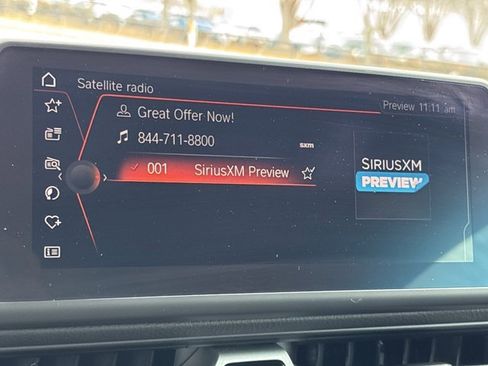 Satellite radio
Preview 11:11 am
Great Offer Now!
844-711-8800
sxm
001 SiriusXM Preview
SIRIUSXM
PREVIEW